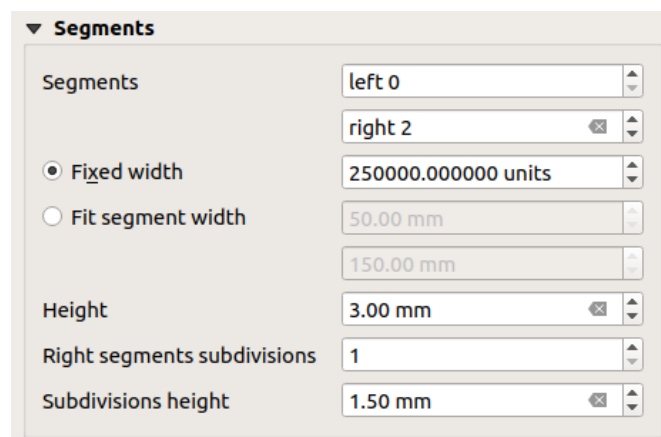 Segments
Segments left 0
right 2
Fixed width 250000.000000 units
Fit segment width 50.00 mm
150.00 mm
Height 3.00 mm
Right segments subdivisions 1
Subdivisions height 1.50 mm